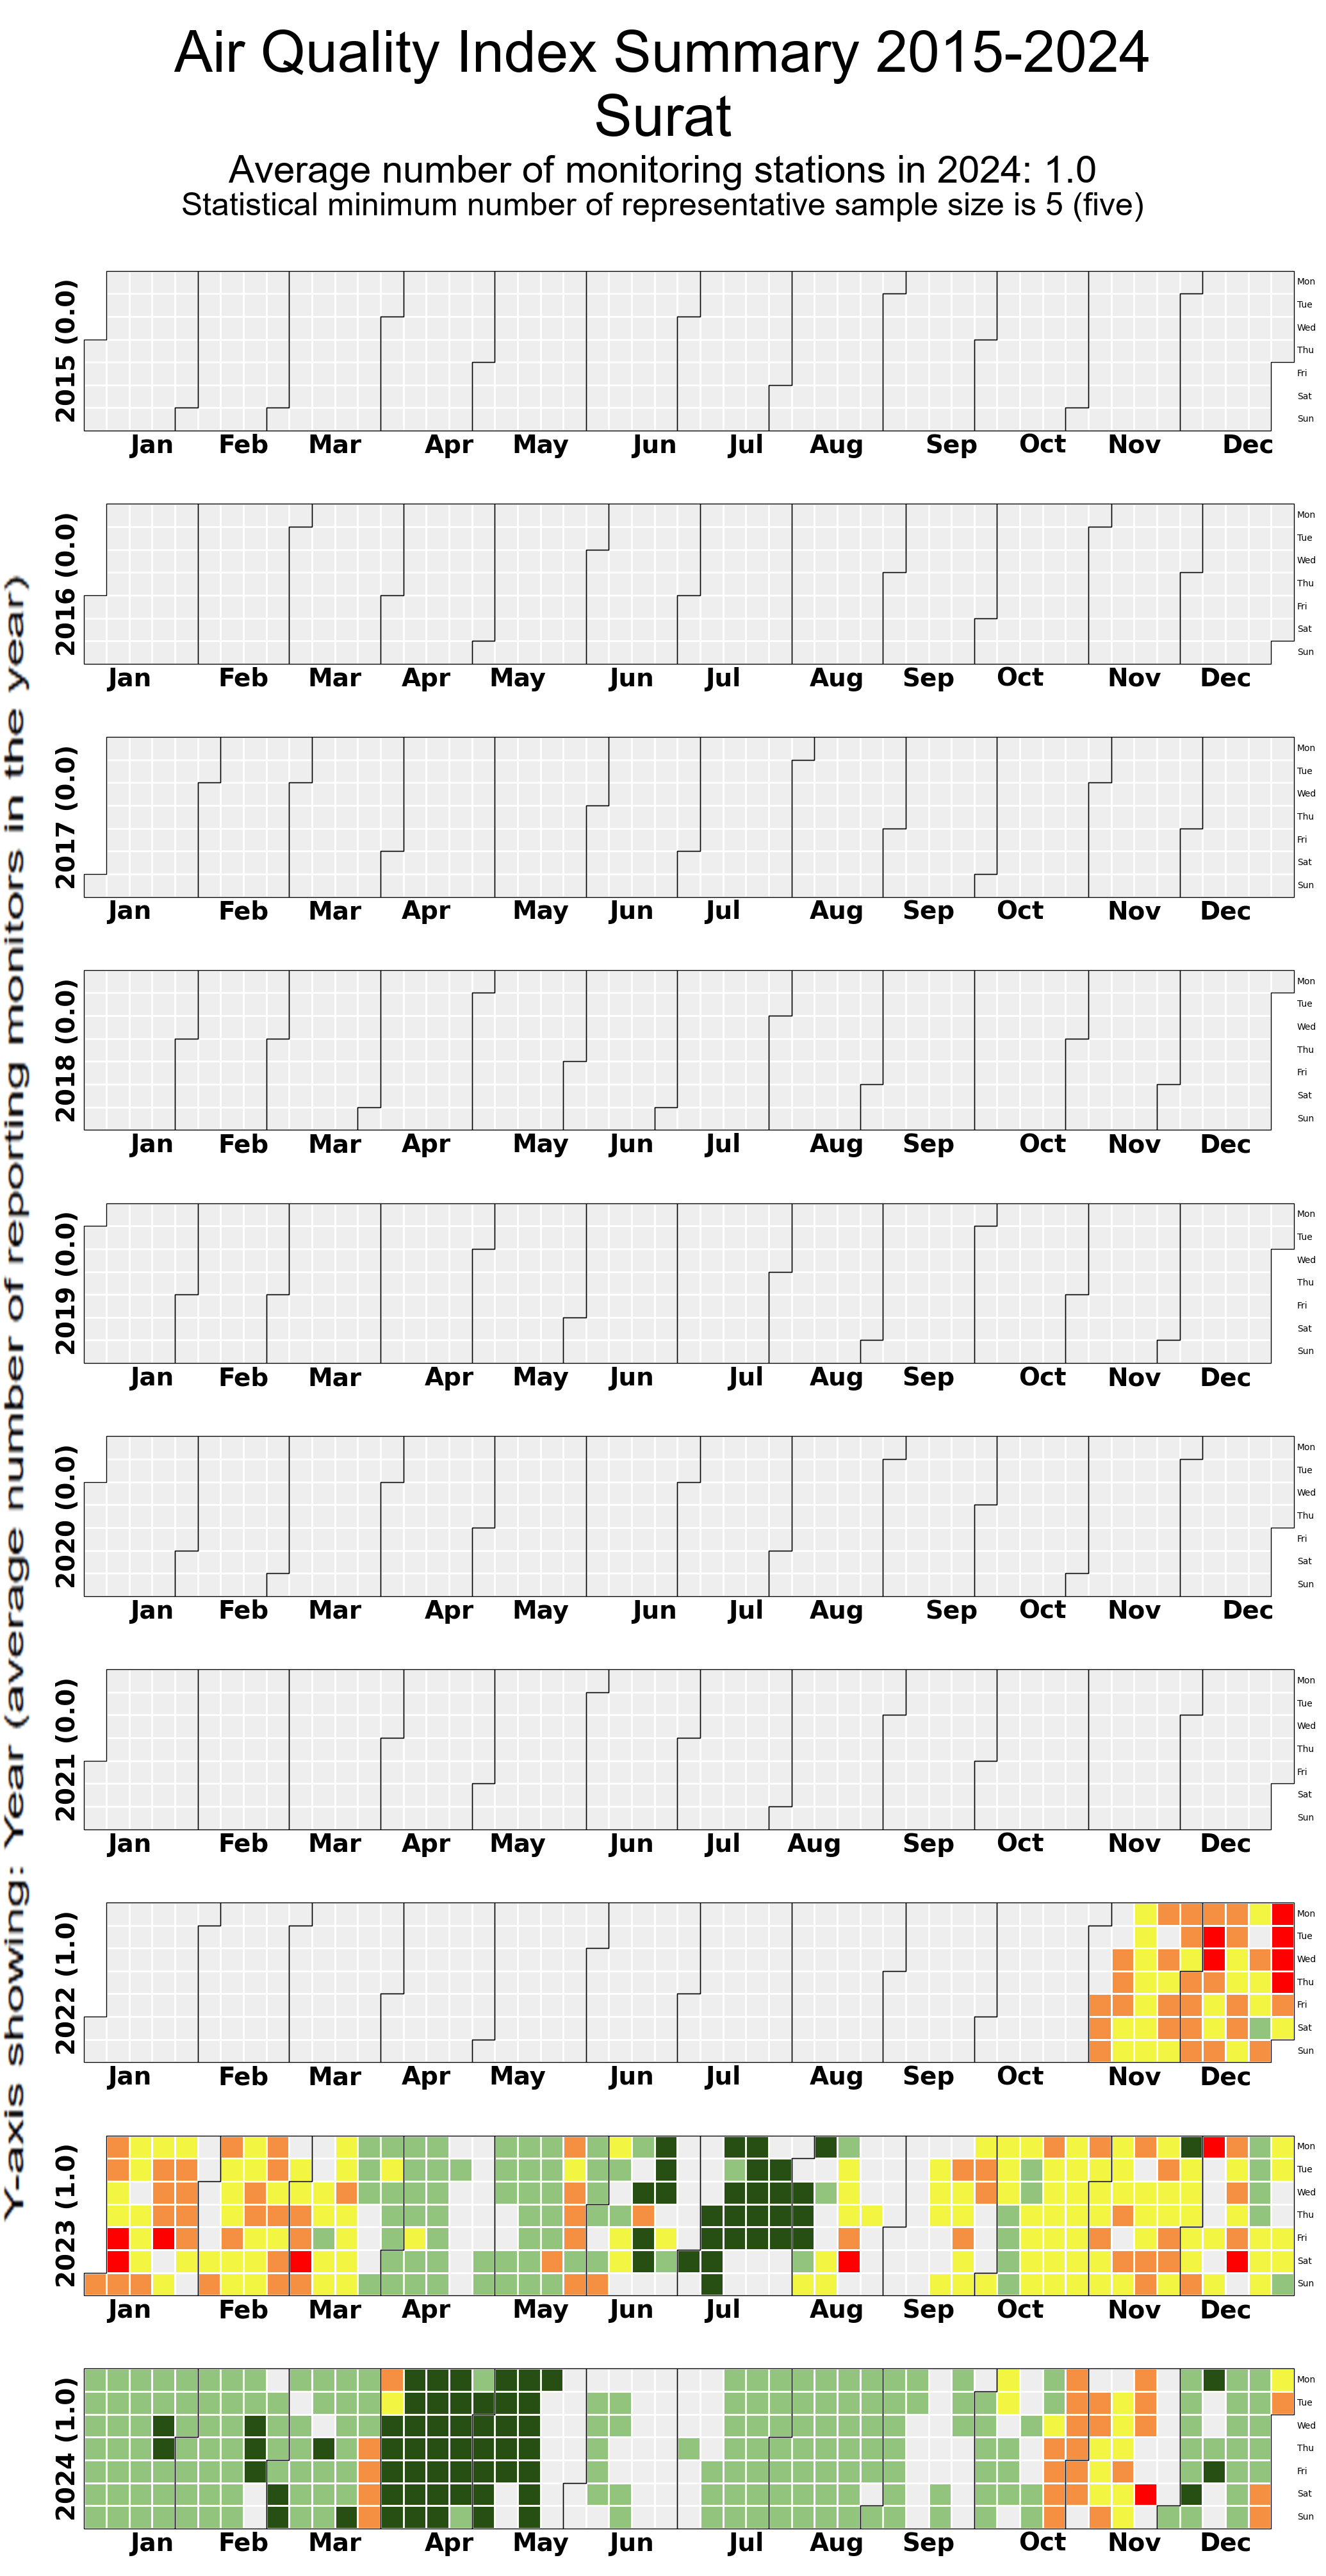 Air Quality Index Summary 2015-2024
Surat
Average number of monitoring stations in 2024: 1.0
Statistical minimum number of representative sample size is 5 (five)
Y-axis showing: Year (average number of reporting monitors in the year)
2015 (0.0)
Mon
Tue
Wed
Thu
Fri
Sat
Sun
Jan Feb Mar Apr May Jun Jul Aug Sep Oct Nov Dec
2016 (0.0)
Mon
Tue
Wed
Thu
Fri
Sat
Sun
Jan Feb Mar Apr May Jun Jul Aug Sep Oct Nov Dec
2017 (0.0)
Mon
Tue
Wed
Thu
Fri
Sat
Sun
Jan Feb Mar Apr May Jun Jul Aug Sep Oct Nov Dec
2018 (0.0)
Mon
Tue
Wed
Thu
Fri
Sat
Sun
Jan Feb Mar Apr May Jun Jul Aug Sep Oct Nov Dec
2019 (0.0)
Mon
Tue
Wed
Thu
Fri
Sat
Sun
Jan Feb Mar Apr May Jun Jul Aug Sep Oct Nov Dec
2020 (0.0)
Mon
Tue
Wed
Thu
Fri
Sat
Sun
Jan Feb Mar Apr May Jun Jul Aug Sep Oct Nov Dec
2021 (0.0)
Mon
Tue
Wed
Thu
Fri
Sat
Sun
Jan Feb Mar Apr May Jun Jul Aug Sep Oct Nov Dec
2022 (1.0)
Mon
Tue
Wed
Thu
Fri
Sat
Sun
Jan Feb Mar Apr May Jun Jul Aug Sep Oct Nov Dec
2023 (1.0)
Mon
Tue
Wed
Thu
Fri
Sat
Sun
Jan Feb Mar Apr May Jun Jul Aug Sep Oct Nov Dec
2024 (1.0)
Mon
Tue
Wed
Thu
Fri
Sat
Sun
Jan Feb Mar Apr May Jun Jul Aug Sep Oct Nov Dec